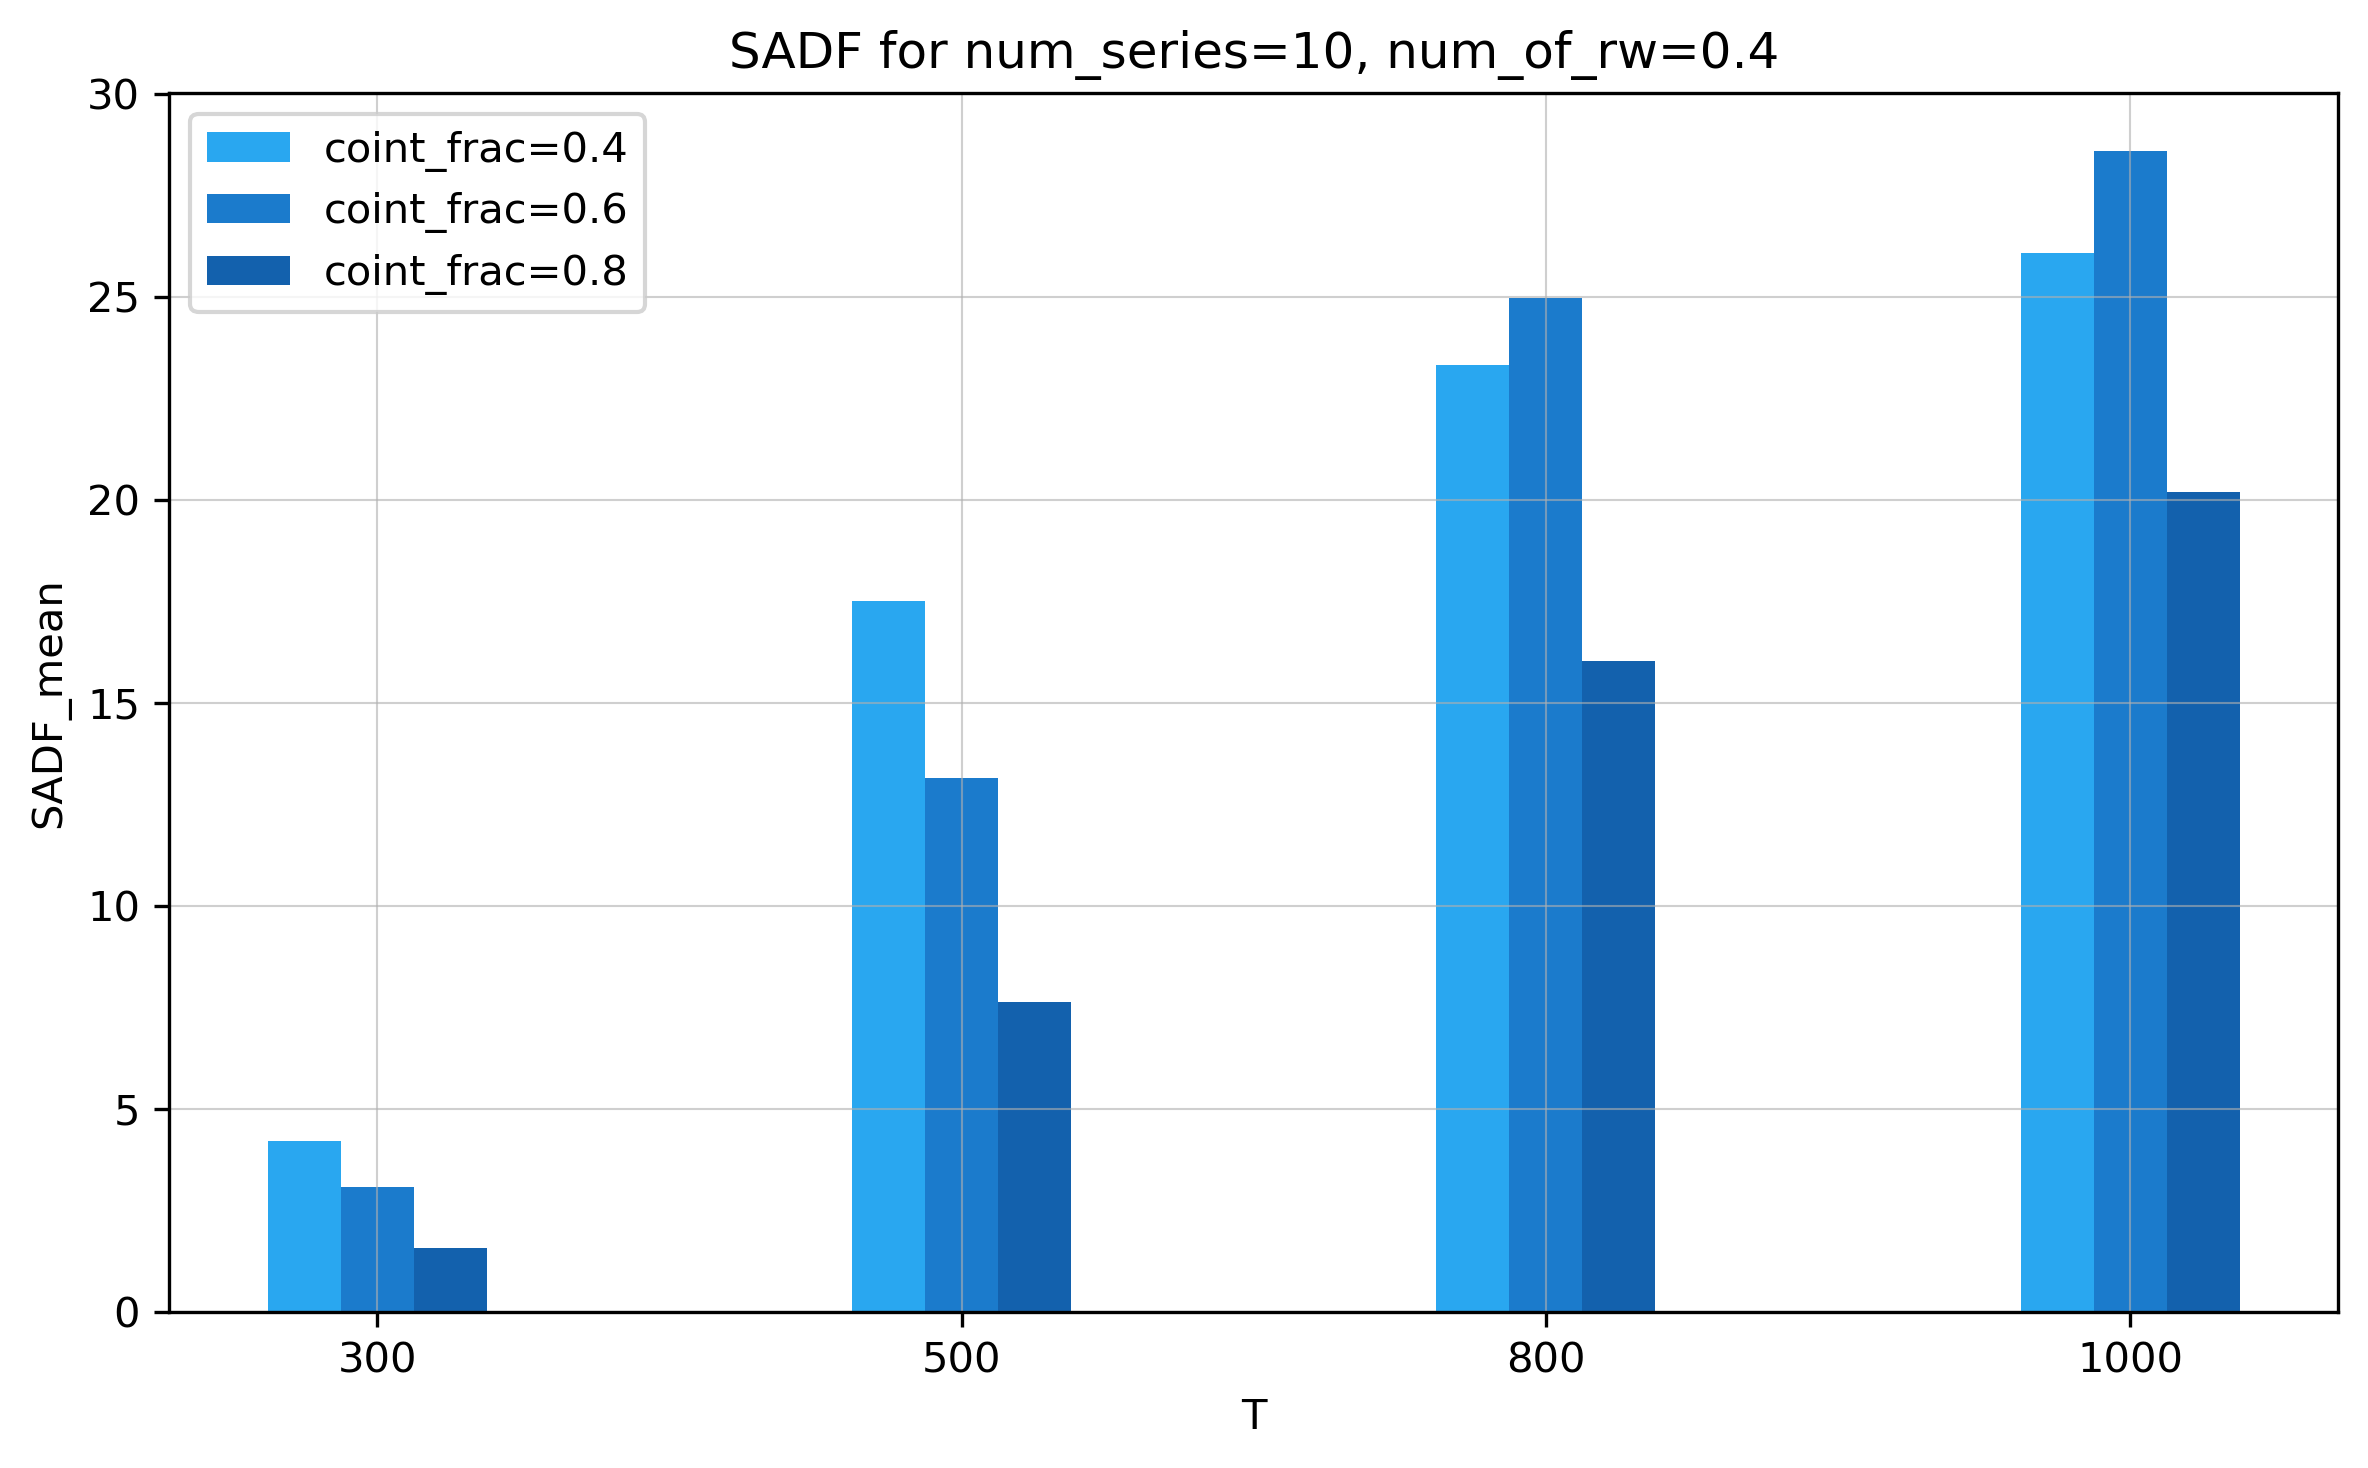 SADF for num_series=10, num_of_rw=0.4
coint_frac=0.4
coint_frac=0.6
coint_frac=0.8
SADF_mean
30
25
20
15
10
5
0
300 500 800 1000
T